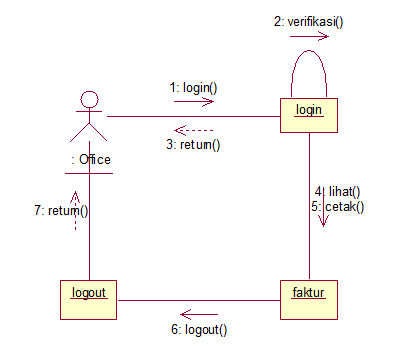 2: verifikasi()
1: login()
login
3: return()
: Office
4: lihat()
5: cetak()
7: return()
logout
faktur
6: logout()